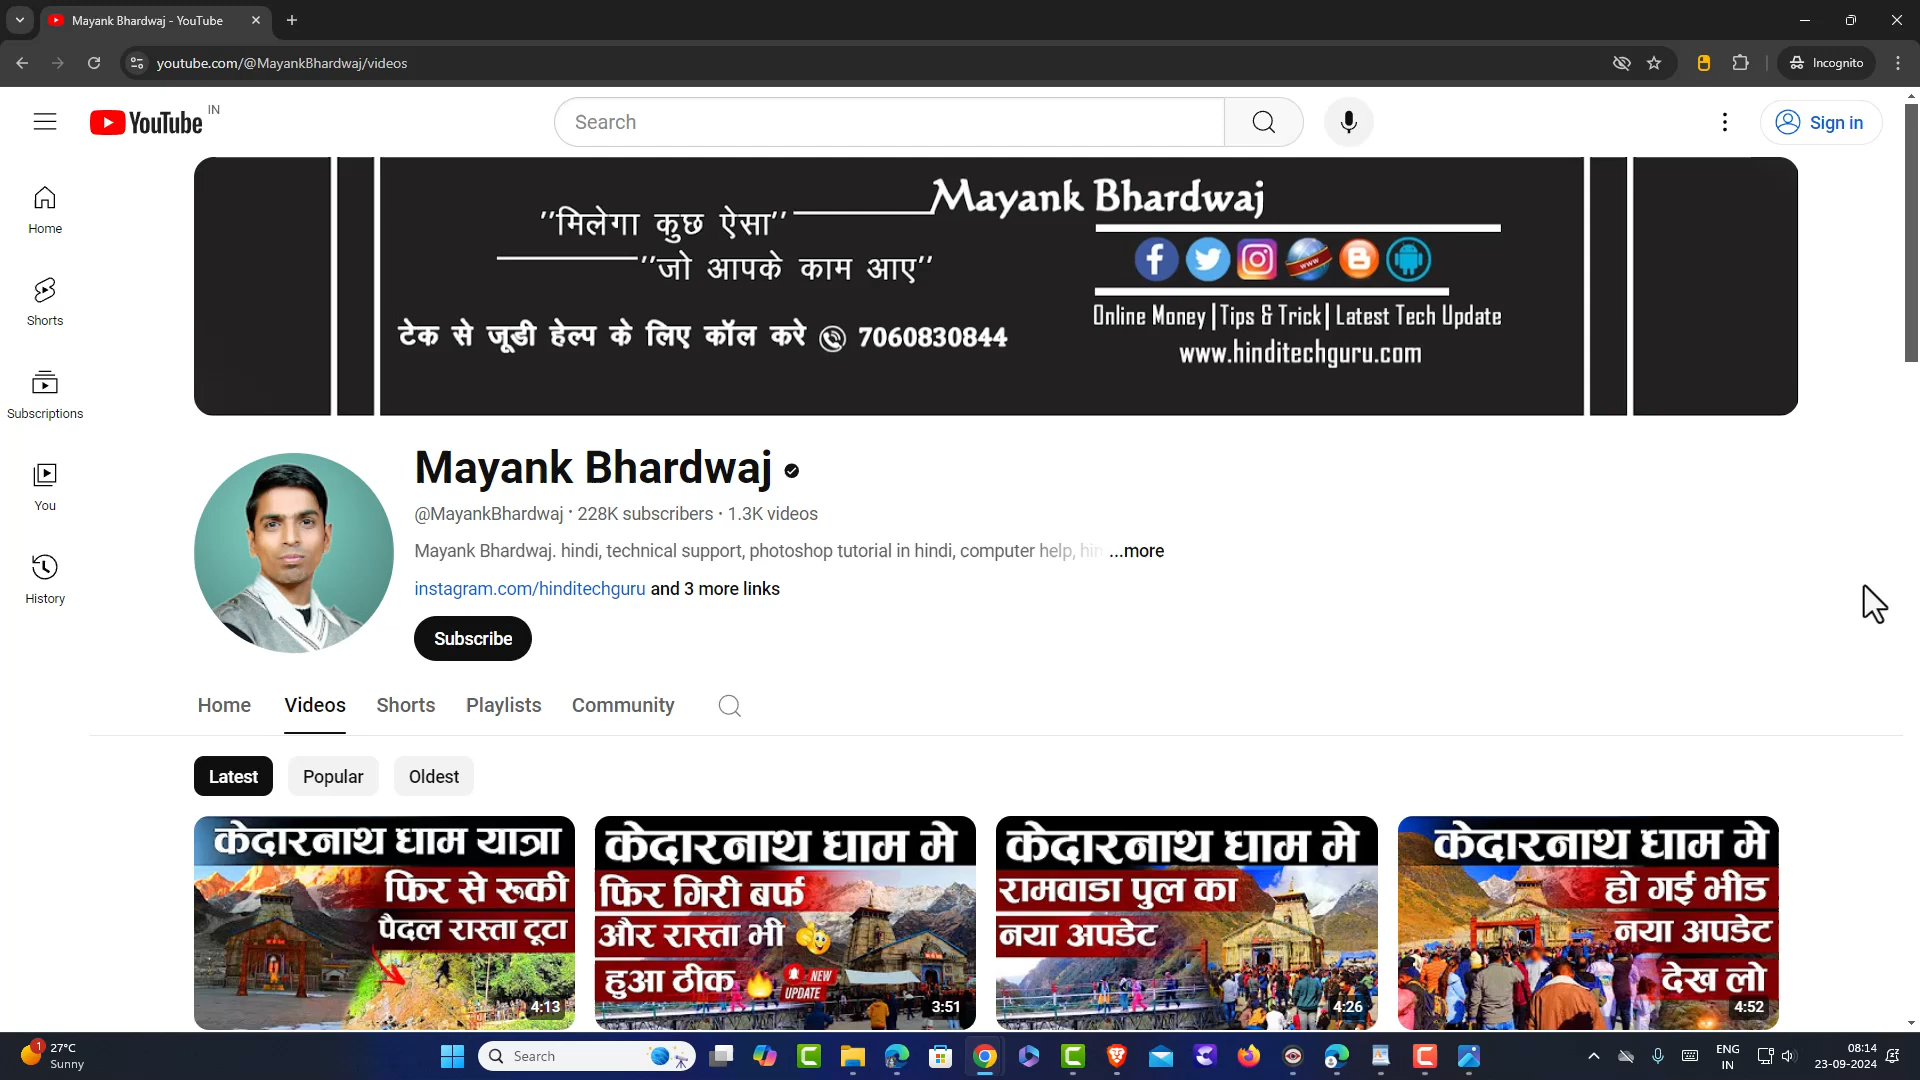 Mayank Bhardwaj - YouTube
youtube.com/@MayankBhardwaj/videos
Incognito
YouTube IN
Search
Sign in
Home
Shorts
Subscriptions
You
History
Mayank Bhardwaj
''मिलेगा कुछ ऐसा''
''जो आपके काम आए''
टेक से जूडी हेल्प के लिए कॉल करे 7060830844
www
Online Money | Tips & Trick | Latest Tech Update
www.hinditechguru.com
Mayank Bhardwaj
@MayankBhardwaj · 228K subscribers · 1.3K videos
Mayank Bhardwaj. hindi, technical support, photoshop tutorial in hindi, computer help, hin ...more
instagram.com/hinditechguru and 3 more links
Subscribe
Home Videos Shorts Playlists Community
Latest Popular Oldest
केदारनाथ धाम यात्रा
फिर से रूकी
पैदल रास्ता टूटा
4:13
केदारनाथ धाम मे
फिर गिरी बर्फ
और रास्ता भी
हुआ ठीक
NEW
UPDATE
3:51
केदारनाथ धाम मे
रामवाडा पुल का
नया अपडेट
4:26
केदारनाथ धाम मे
हो गई भीड
नया अपडेट
देख लो
4:52
1
27°C
Sunny
Search
ENG
IN
08:14
23-09-2024